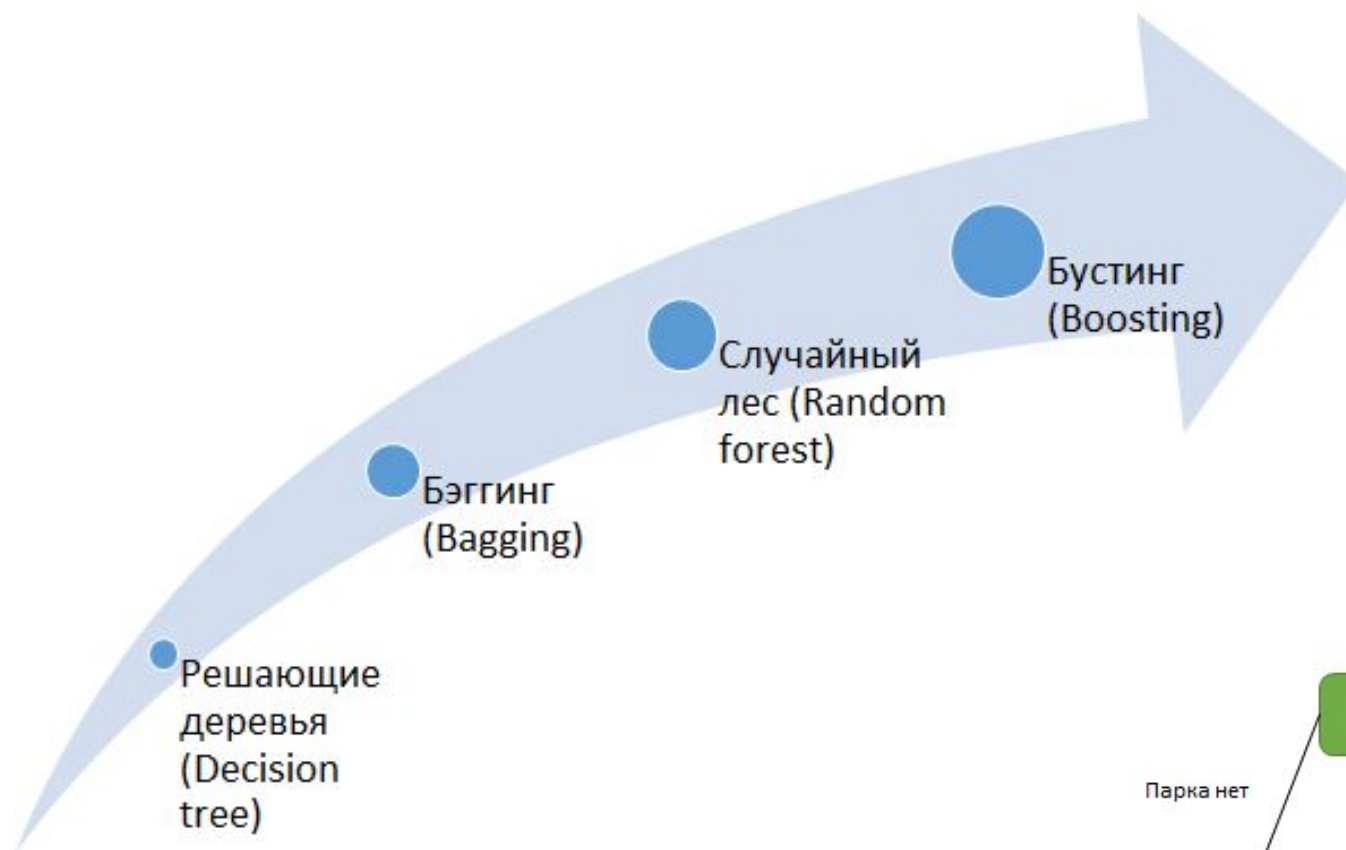 Бустинг
(Boosting)
Случайный
лес (Random
forest)
Бэггинг
(Bagging)
Решающие
деревья
(Decision
tree)
Парка нет